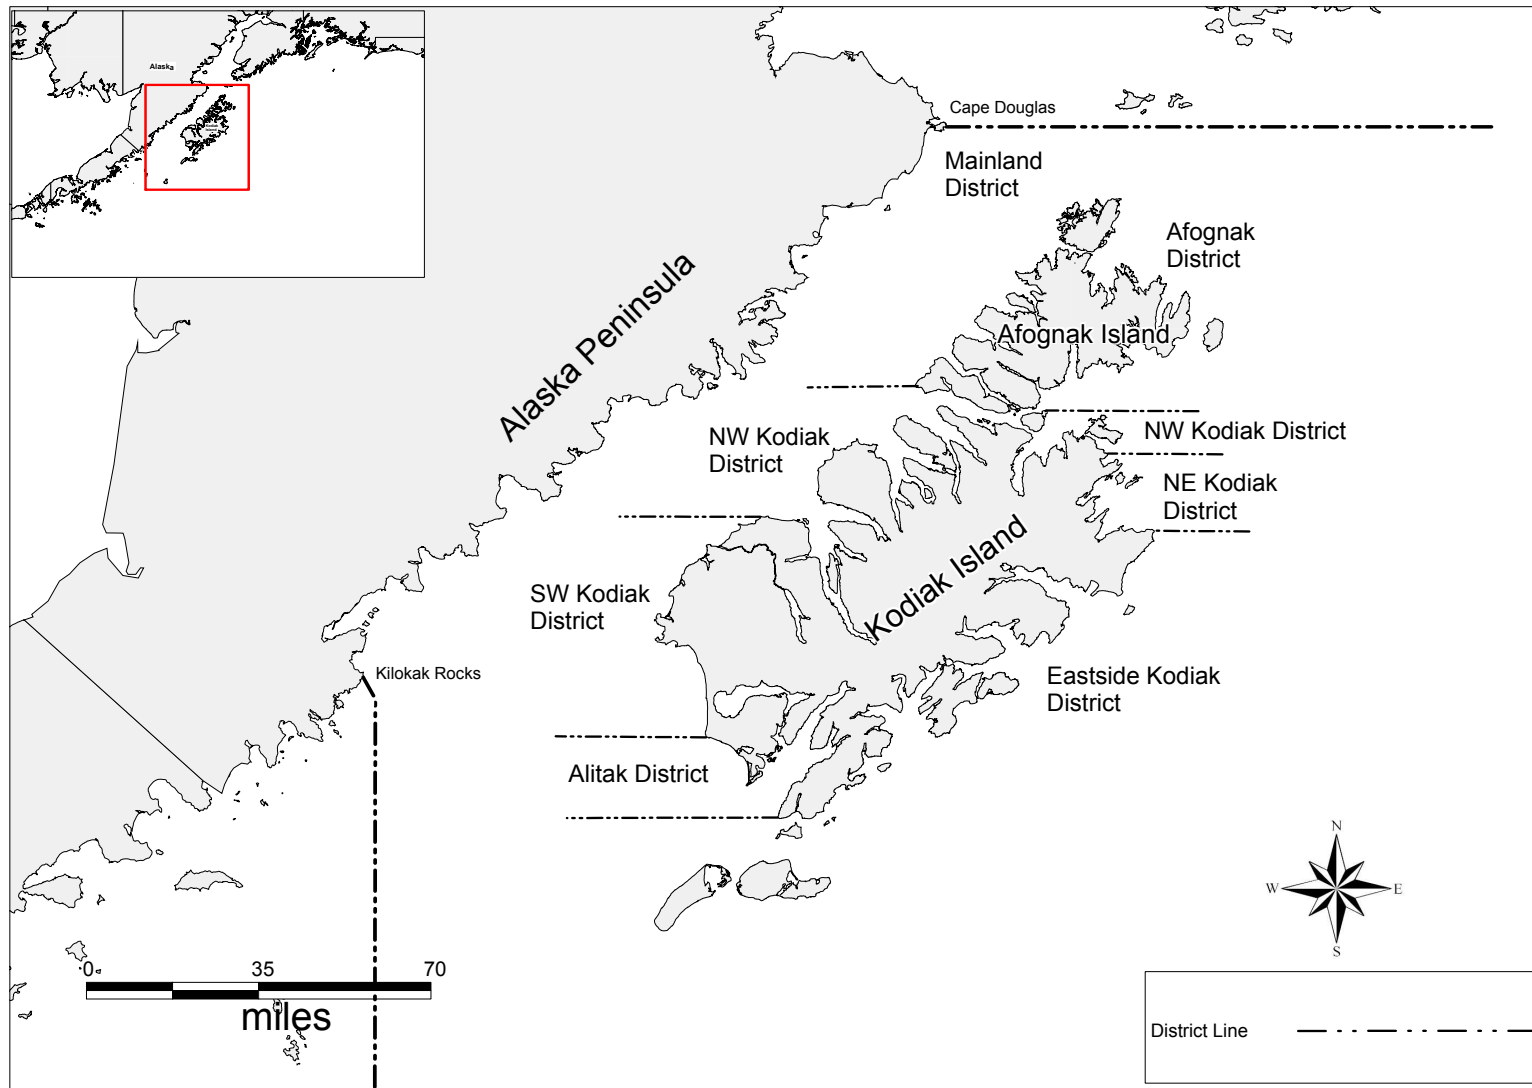 Alaska
Cape Douglas
Mainland
District
Afognak
District
Alaska Peninsula
Afognak Island
NW Kodiak
District
NW Kodiak District
NE Kodiak
District
Kodiak Island
SW Kodiak
District
Kilokak Rocks
Eastside Kodiak
District
Alitak District
N
W
E
S
0 35 70
miles
District Line